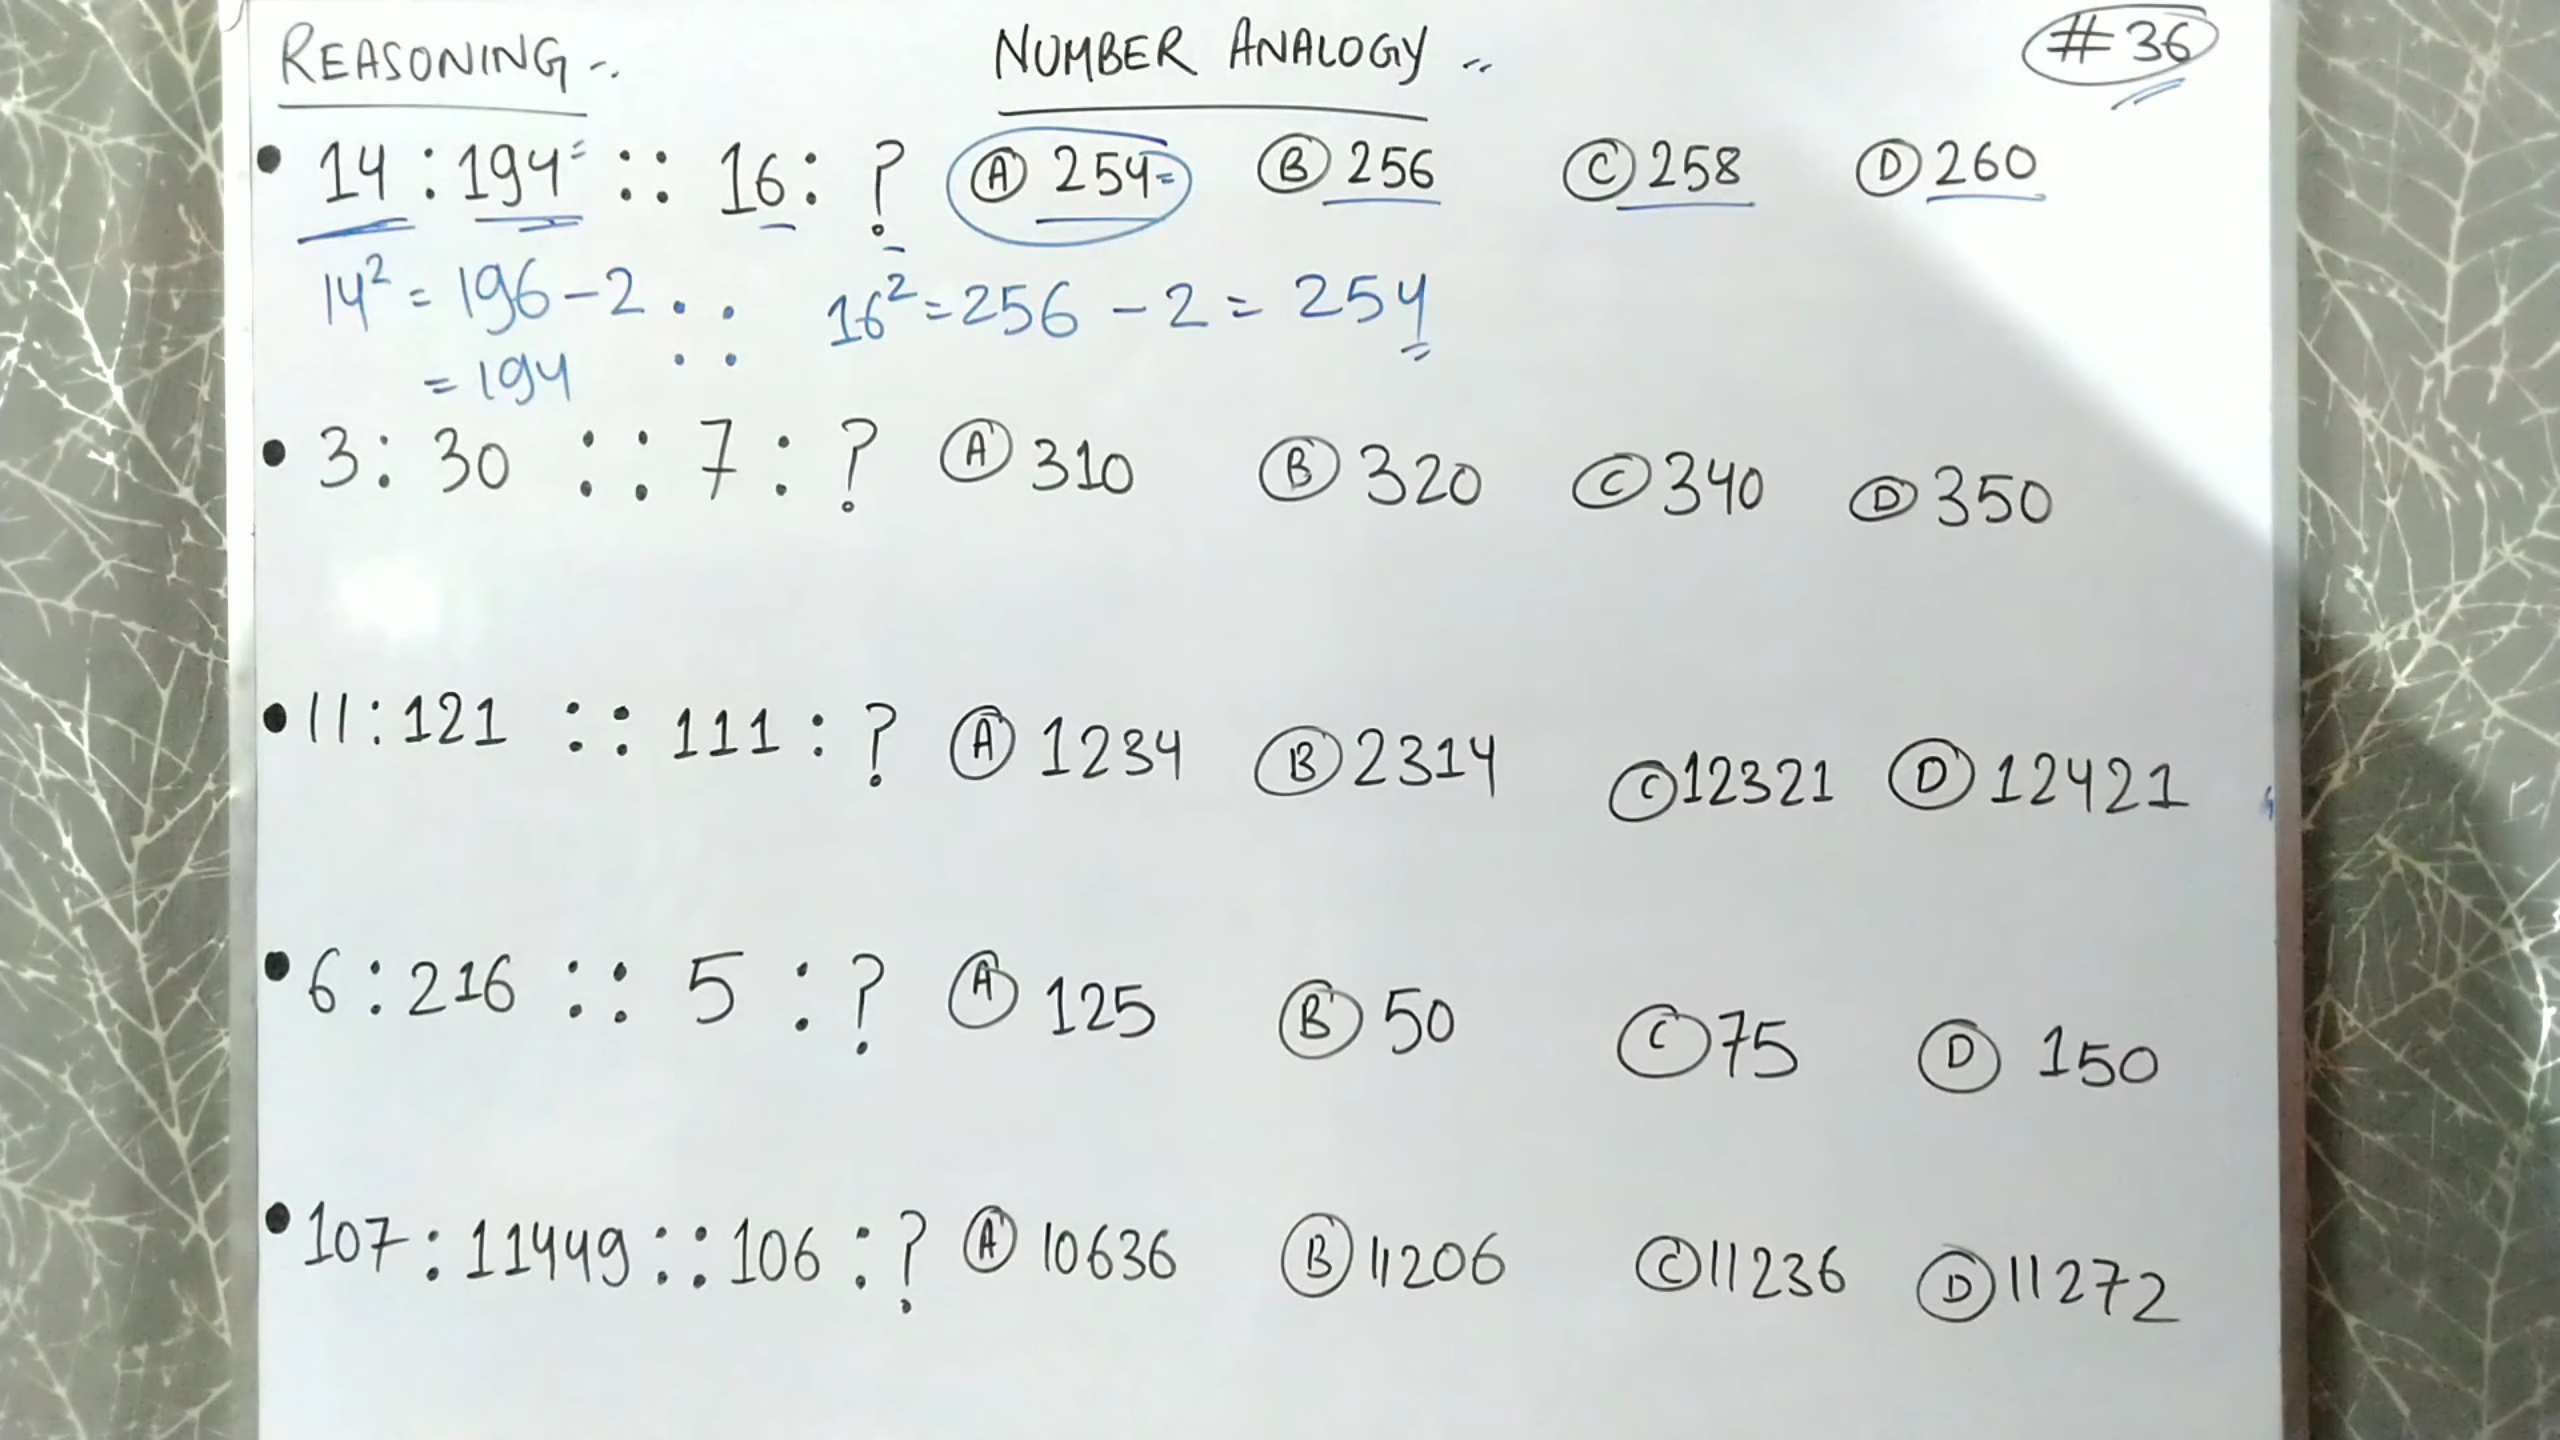 REASONING -..
NUMBER ANALOGY ..
#36
• 14 : 194 :: 16 : ? (A) 254 (B) 256 (C) 258 (D) 260
14² = 196 - 2 :: 16² = 256 - 2 = 254
= 194
• 3 : 30 :: 7 : ? (A) 310 (B) 320 (C) 340 (D) 350
• 11 : 121 :: 111 : ? (A) 1234 (B) 2314 (C) 12321 (D) 12421
• 6 : 216 :: 5 : ? (A) 125 (B) 50 (C) 75 (D) 150
• 107 : 11449 :: 106 : ? (A) 10636 (B) 11206 (C) 11236 (D) 11272